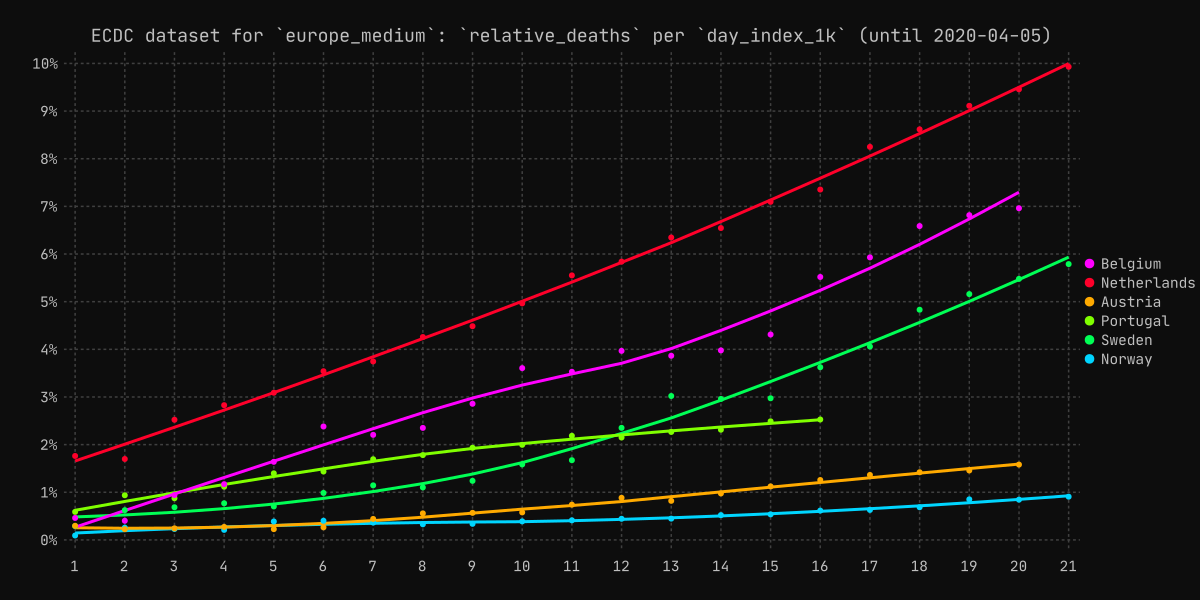 ECDC dataset for `europe_medium`: `relative_deaths` per `day_index_1k` (until 2020-04-05)
10%
9%
8%
7%
6%
5%
4%
3%
2%
1%
0%
1 2 3 4 5 6 7 8 9 10 11 12 13 14 15 16 17 18 19 20 21
Belgium
Netherlands
Austria
Portugal
Sweden
Norway